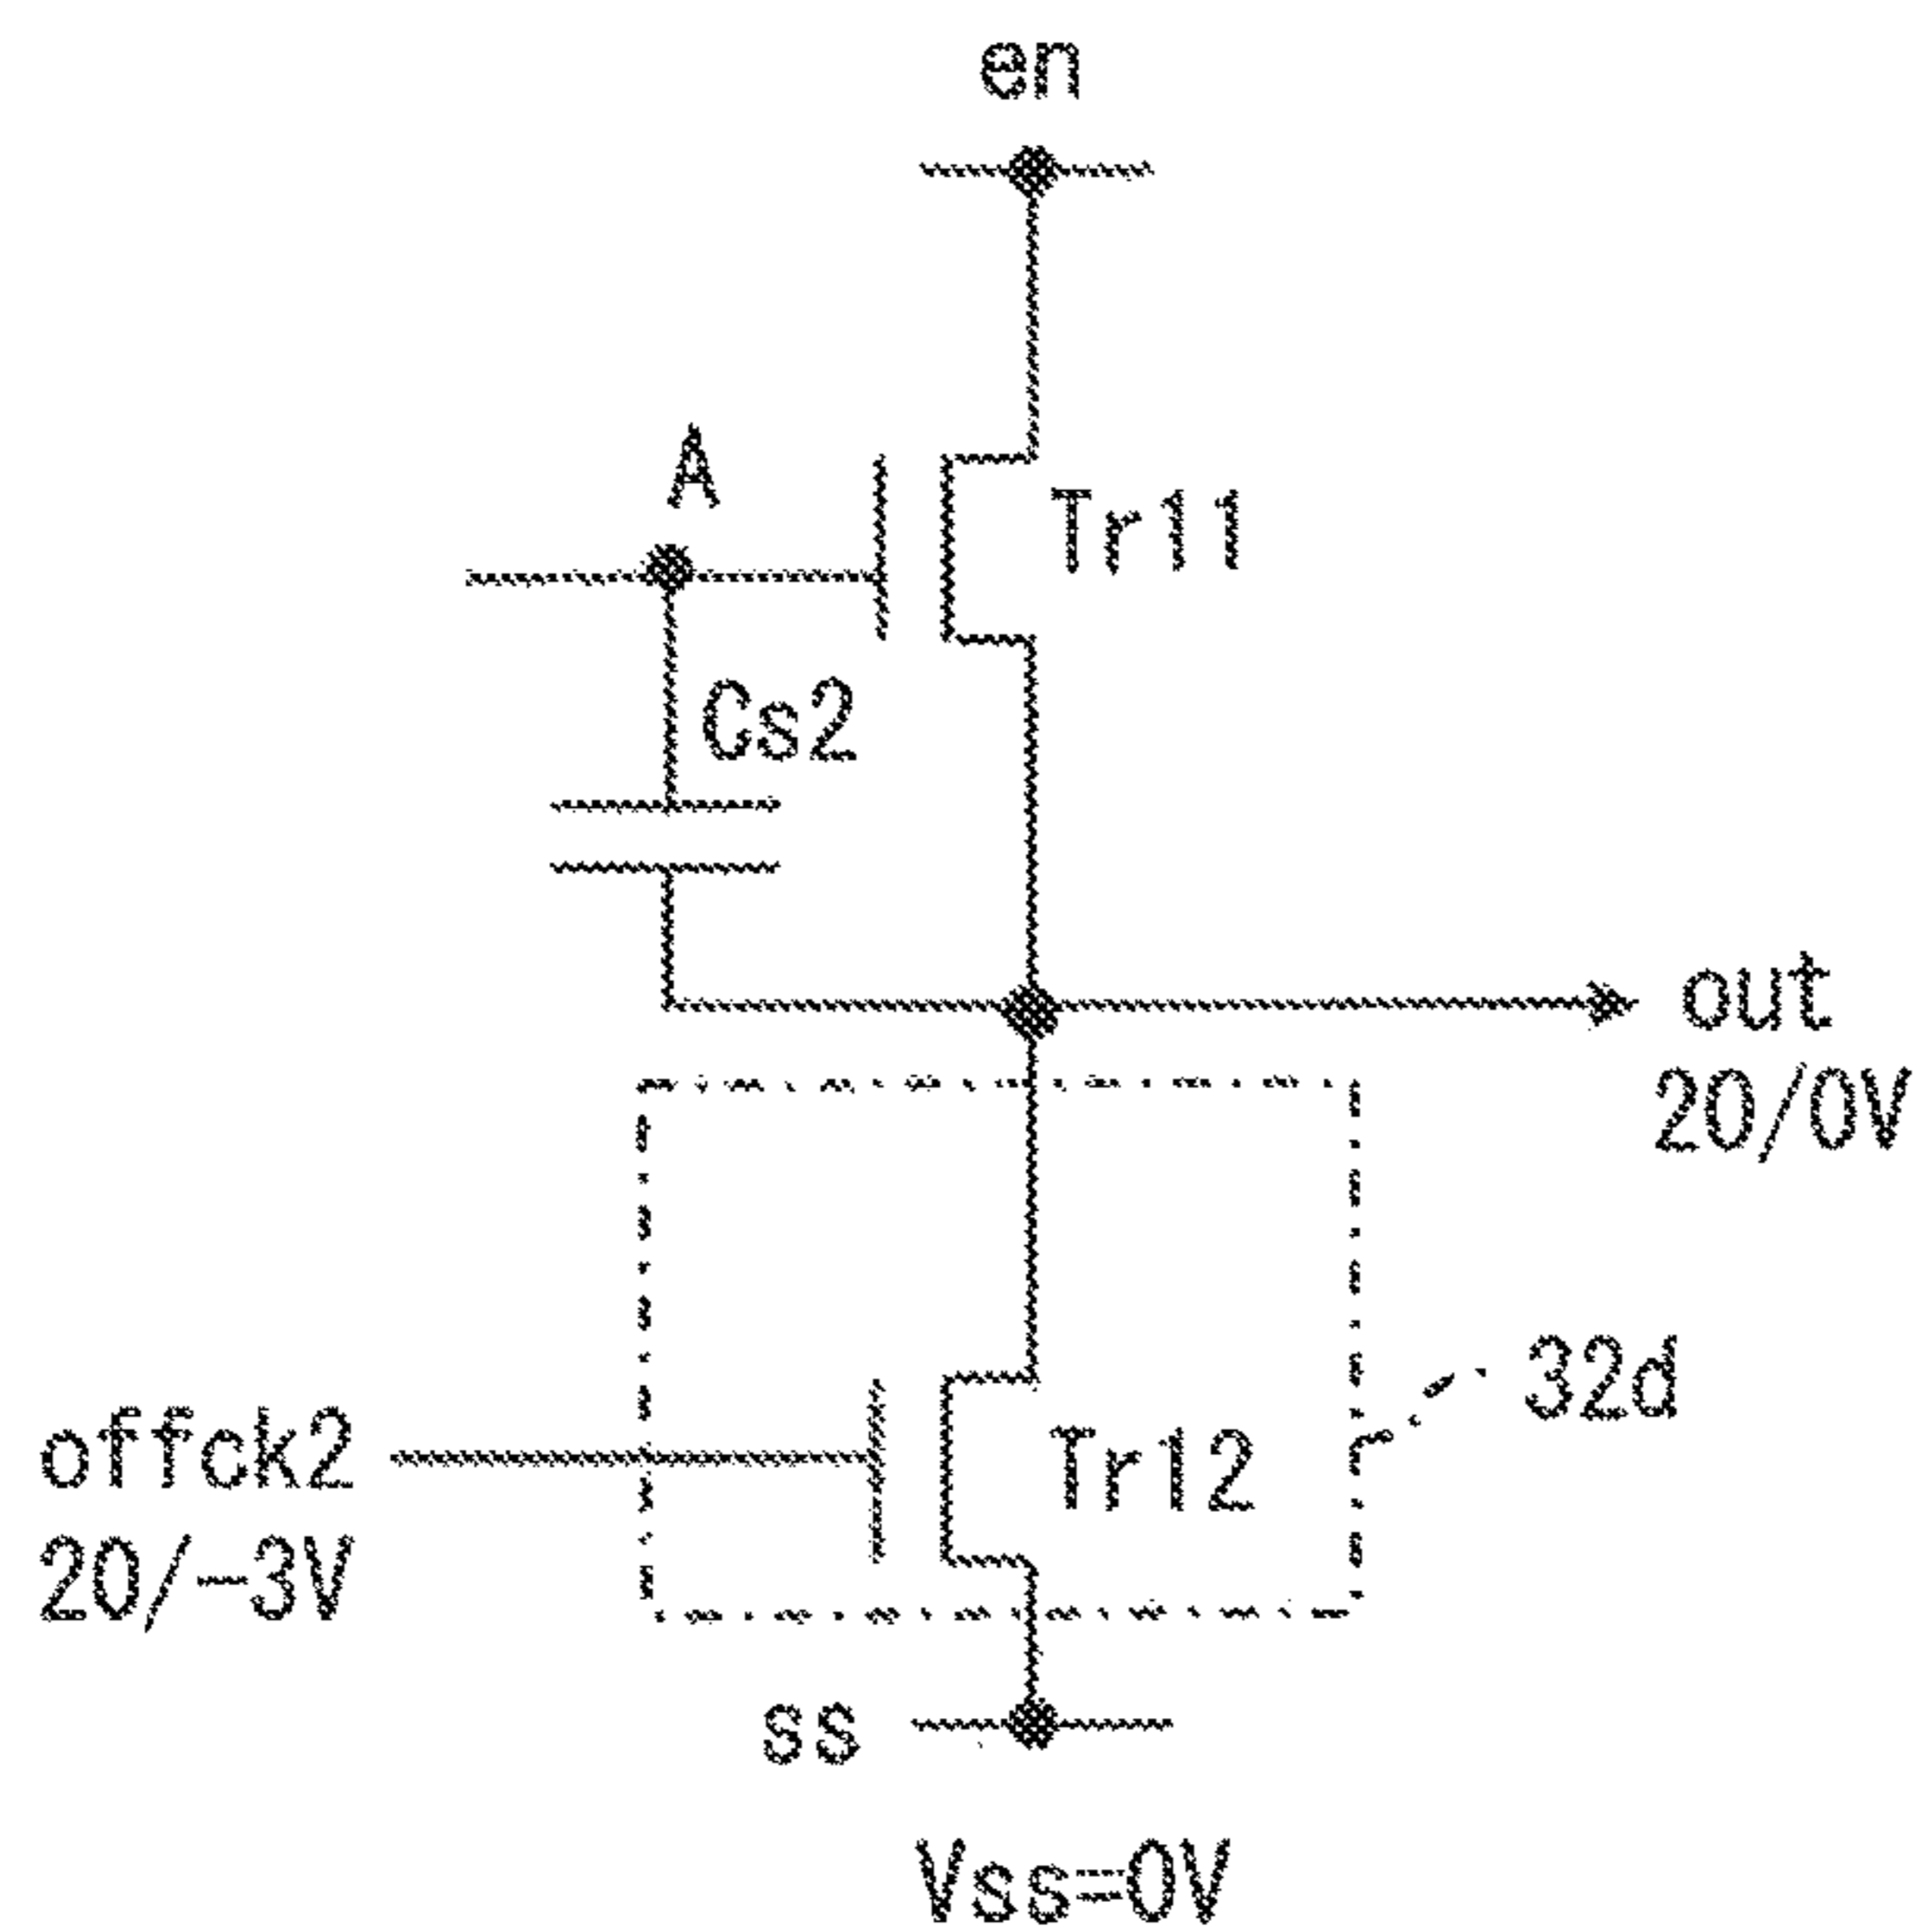 en
A
Tr11
Cs2
out
20/0V
32d
offck2
20/-3V
Tr12
ss
Vss=0V